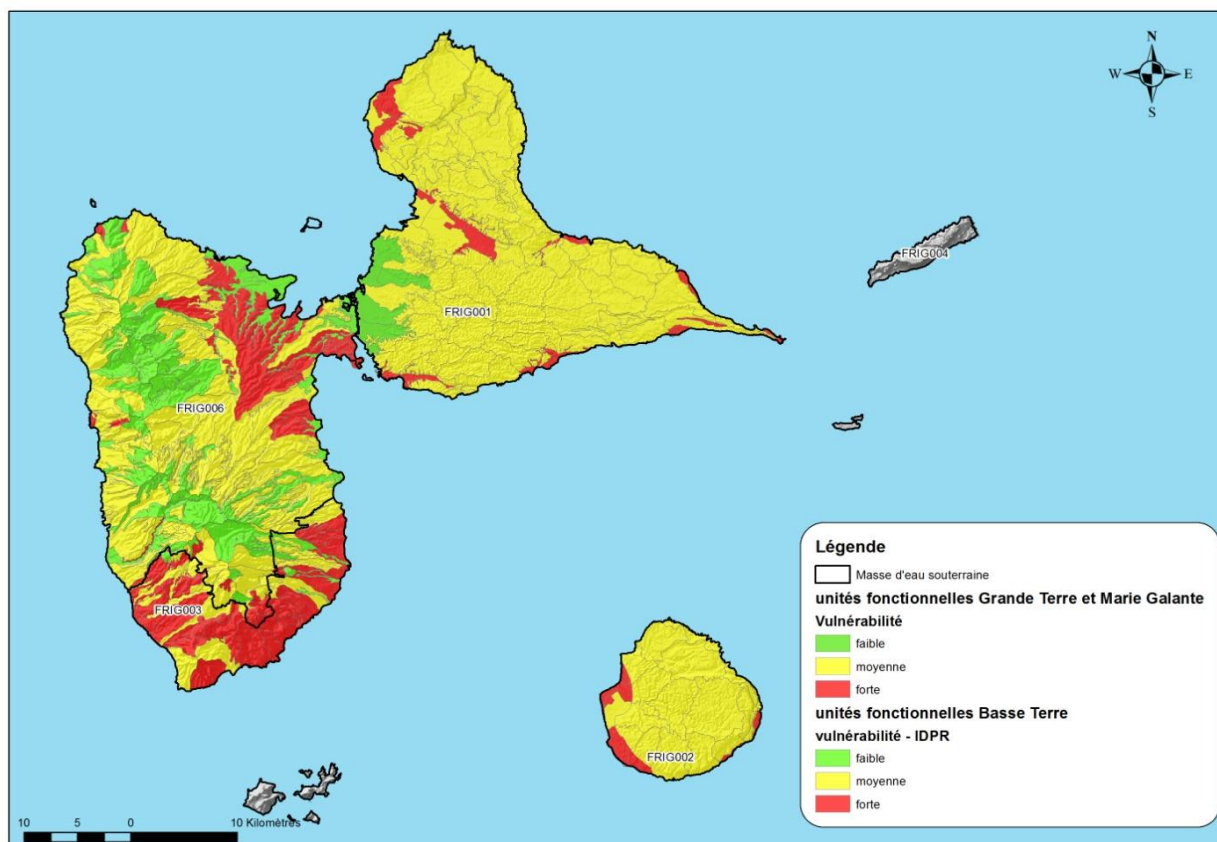 N
W E
S
FRIG004
FRIG001
FRIG006
FRIG003
FRIG002
Légende
Masse d'eau souterraine
unités fonctionnelles Grande Terre et Marie Galante
Vulnérabilité
faible
moyenne
forte
unités fonctionnelles Basse Terre
vulnérabilité - IDPR
faible
moyenne
forte
10 5 0 10 Kilomètres